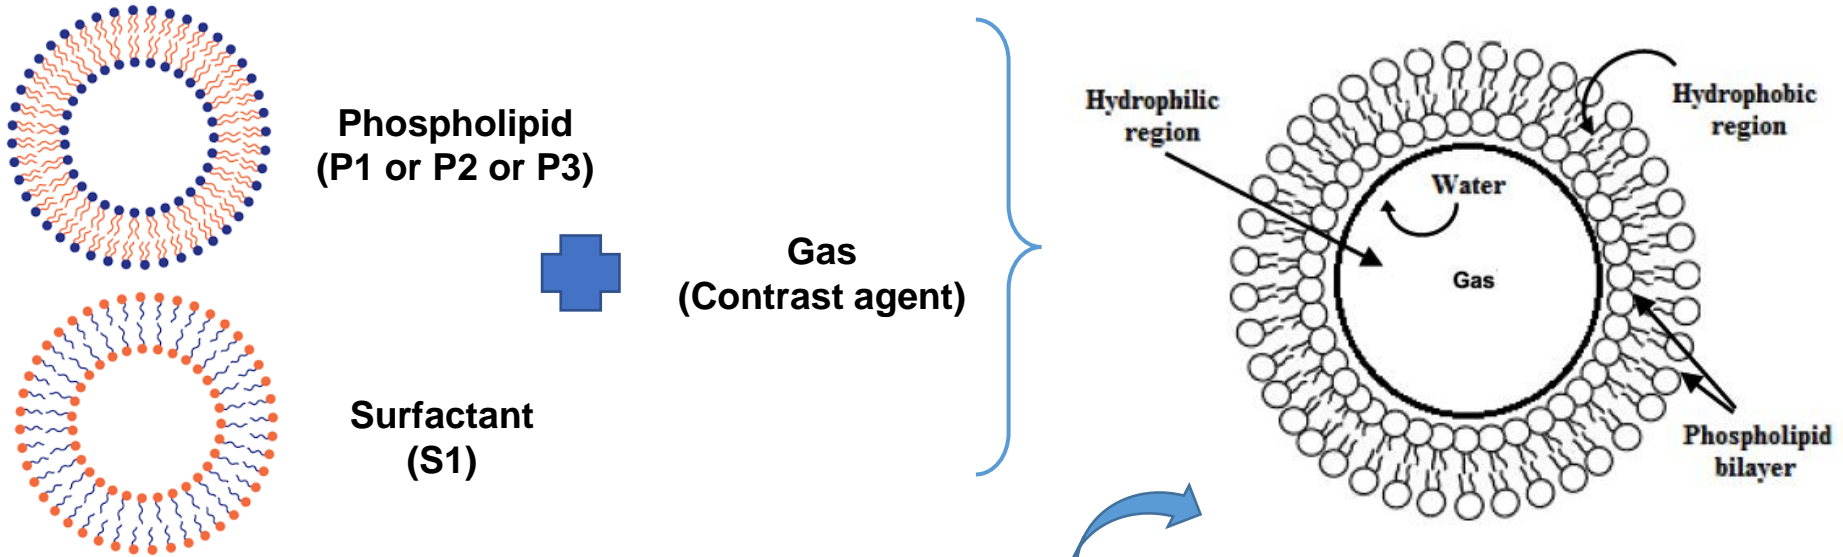 Phospholipid
(P1 or P2 or P3)
Surfactant
(S1)
Gas
(Contrast agent)
Hydrophilic
region
Hydrophobic
region
Water
Gas
Phospholipid
bilayer